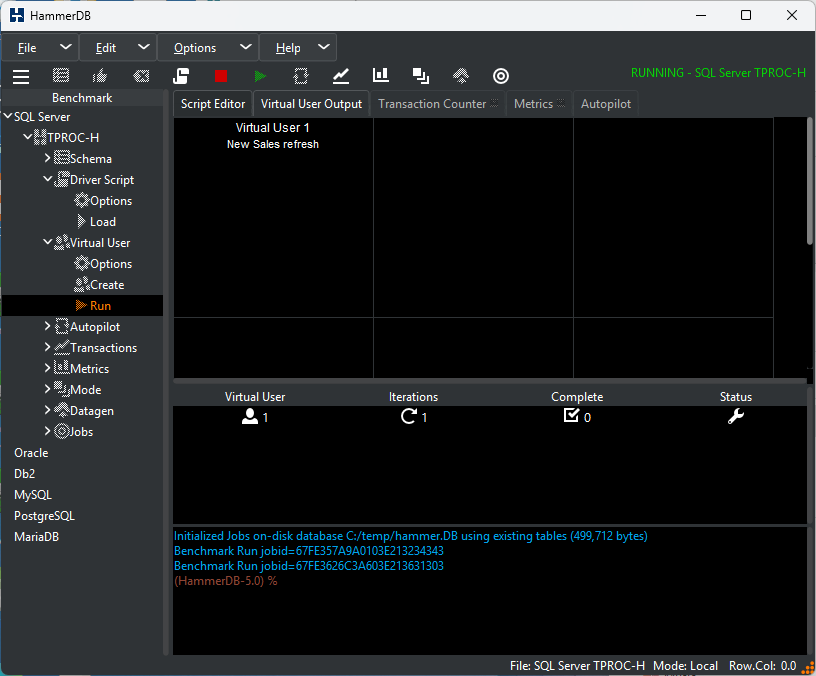 HammerDB
File Edit Options Help
RUNNING - SQL Server TPROC-H
Benchmark
SQL Server
TPROC-H
Schema
Driver Script
Options
Load
Virtual User
Options
Create
Run
Autopilot
Transactions
Metrics
Mode
Datagen
Jobs
Oracle
Db2
MySQL
PostgreSQL
MariaDB
Script Editor Virtual User Output Transaction Counter Metrics Autopilot
Virtual User 1
New Sales refresh
Virtual User Iterations Complete Status
1 1 0
Initialized Jobs on-disk database C:/temp/hammer.DB using existing tables (499,712 bytes)
Benchmark Run jobid=67FE357A9A0103E213234343
Benchmark Run jobid=67FE3626C3A603E213631303
(HammerDB-5.0) %
File: SQL Server TPROC-H Mode: Local Row.Col: 0.0